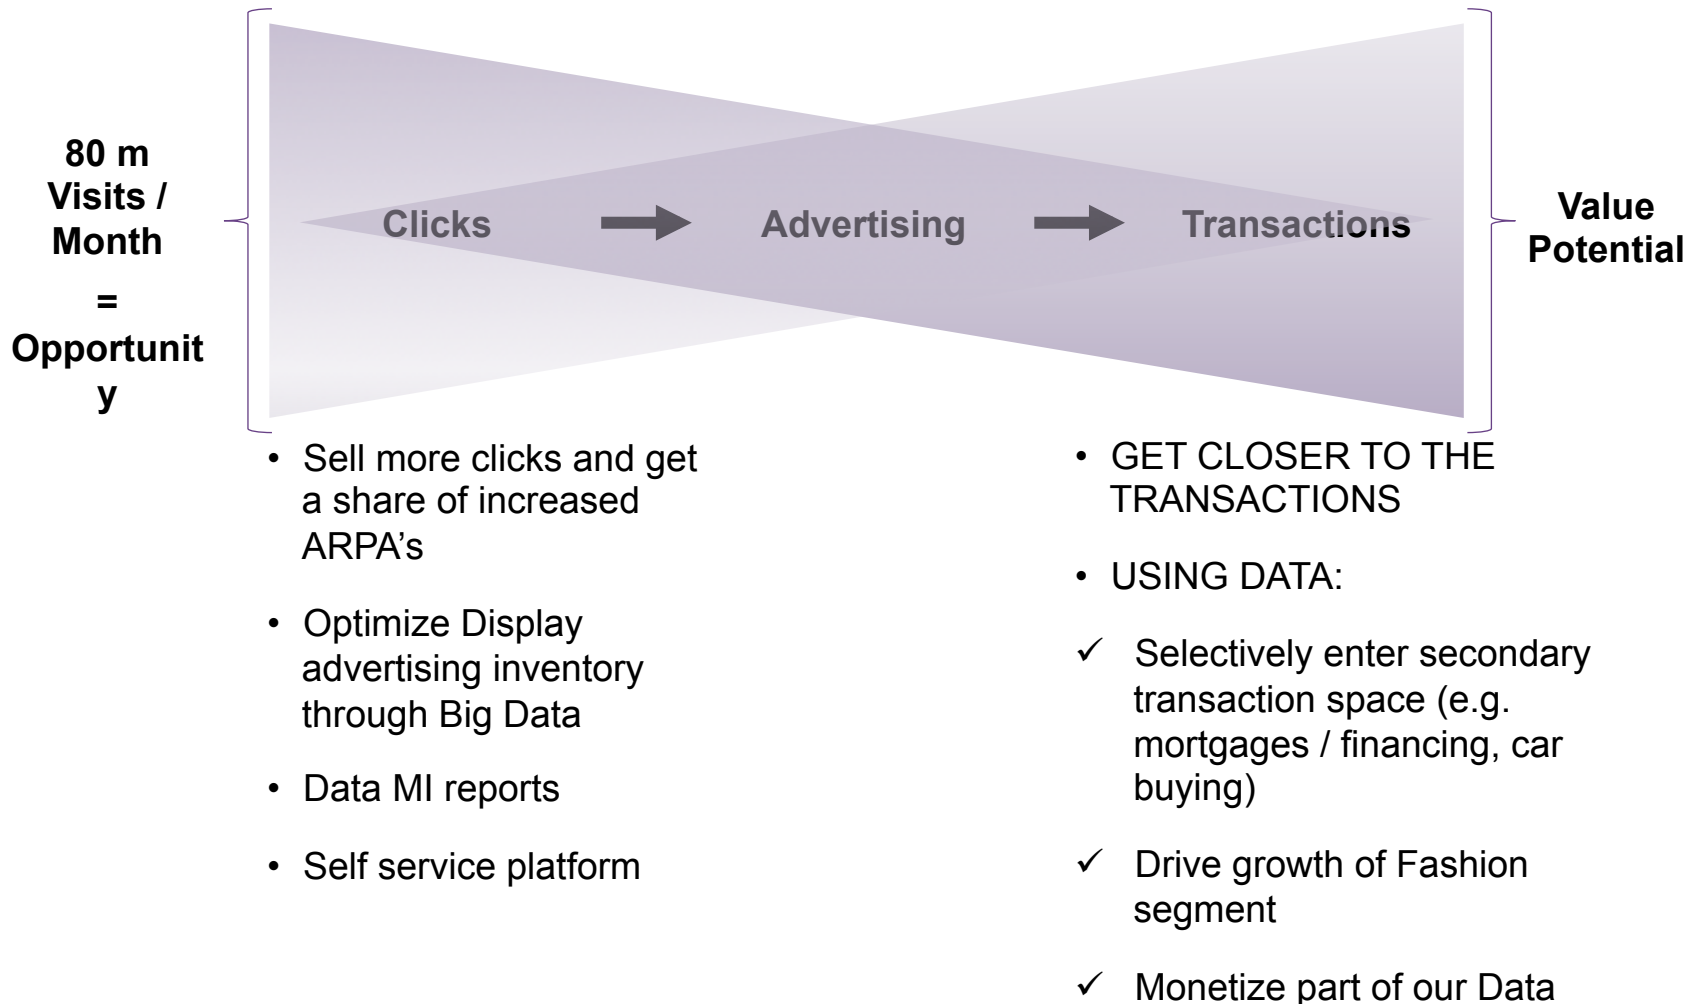 80 m
Visits /
Month
=
Opportunit
y
Clicks
Advertising
Transactions
Value
Potential
• Sell more clicks and get
a share of increased
ARPA’s
• Optimize Display
advertising inventory
through Big Data
• Data MI reports
• Self service platform
• GET CLOSER TO THE
TRANSACTIONS
• USING DATA:
✓ Selectively enter secondary
transaction space (e.g.
mortgages / financing, car
buying)
✓ Drive growth of Fashion
segment
✓ Monetize part of our Data